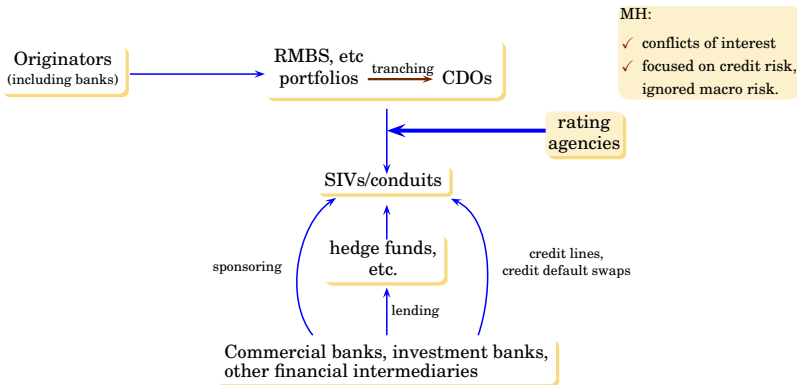 MH:
✓ conflicts of interest
✓ focused on credit risk,
ignored macro risk.
Originators
(including banks)
RMBS, etc
portfolios
tranching
CDOs
rating
agencies
SIVs/conduits
hedge funds,
etc.
sponsoring
credit lines,
credit default swaps
lending
Commercial banks, investment banks,
other financial intermediaries